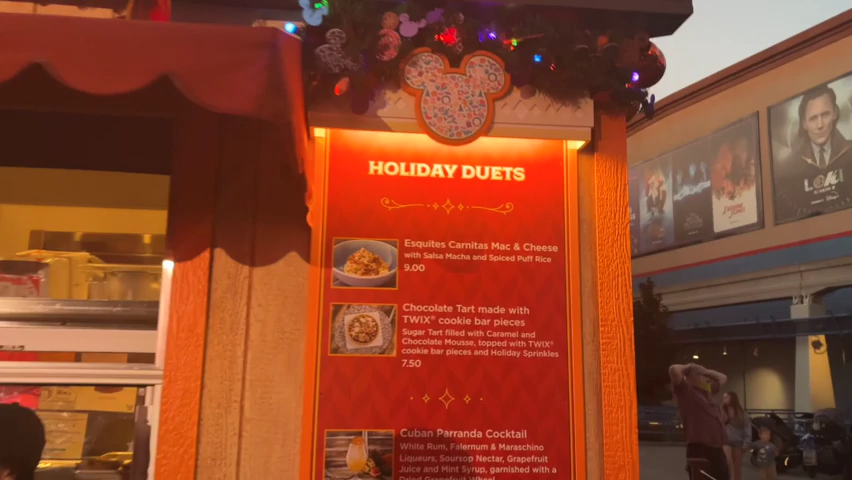 HOLIDAY DUETS
Esquites Carnitas Mac & Cheese
with Salsa Macha and Spiced Puff Rice
9.00
Chocolate Tart made with
TWIX® cookie bar pieces
Sugar Tart filled with Caramel and
Chocolate Mousse, topped with TWIX®
cookie bar pieces and Holiday Sprinkles
7.50
Cuban Parranda Cocktail
White Rum, Falernum & Maraschino
Liqueurs, Soursop Nectar, Grapefruit
Juice and Mint Syrup, garnished with a
Dried Grapefruit Wheel
LOKI